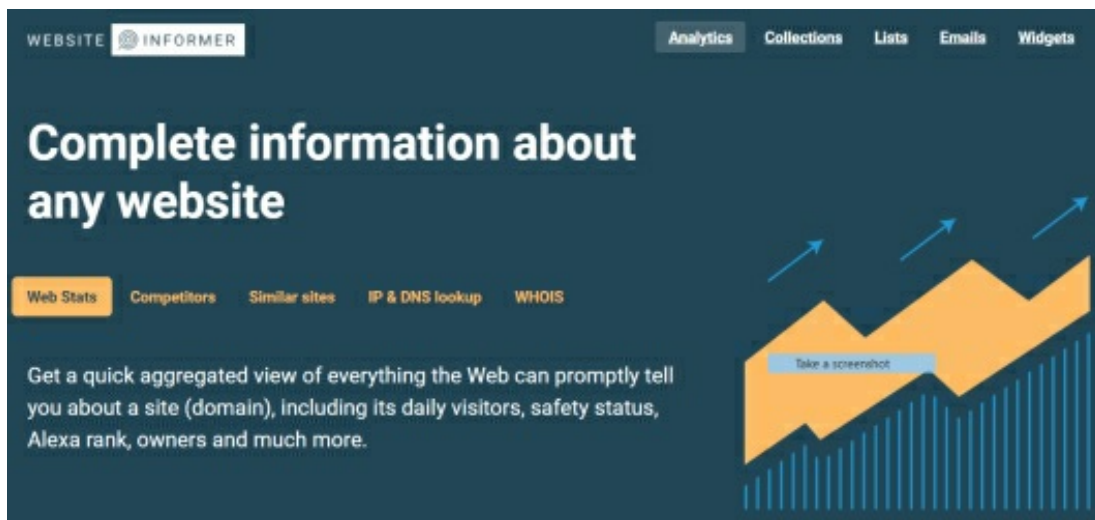 WEBSITE INFORMER
Analytics Collections Lists Emails Widgets
Complete information about
any website
Web Stats Competitors Similar sites IP & DNS lookup WHOIS
Take a screenshot
Get a quick aggregated view of everything the Web can promptly tell
you about a site (domain), including its daily visitors, safety status,
Alexa rank, owners and much more.